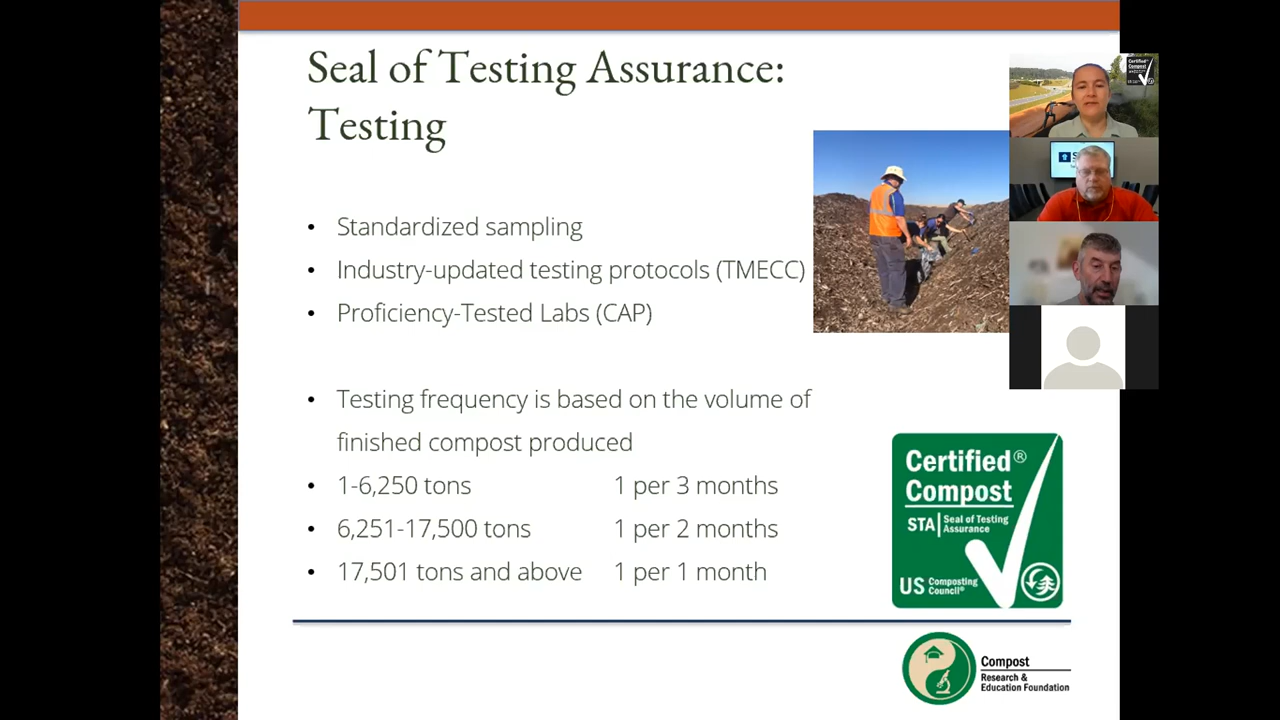 Seal of Testing Assurance:
Testing
• Standardized sampling
• Industry-updated testing protocols (TMECC)
• Proficiency-Tested Labs (CAP)
• Testing frequency is based on the volume of
finished compost produced
• 1-6,250 tons 1 per 3 months
• 6,251-17,500 tons 1 per 2 months
• 17,501 tons and above 1 per 1 month
Certified®
Compost
STA | Seal of Testing
Assurance
US Composting
Council®
Compost
Research &
Education Foundation
Certified®
Compost